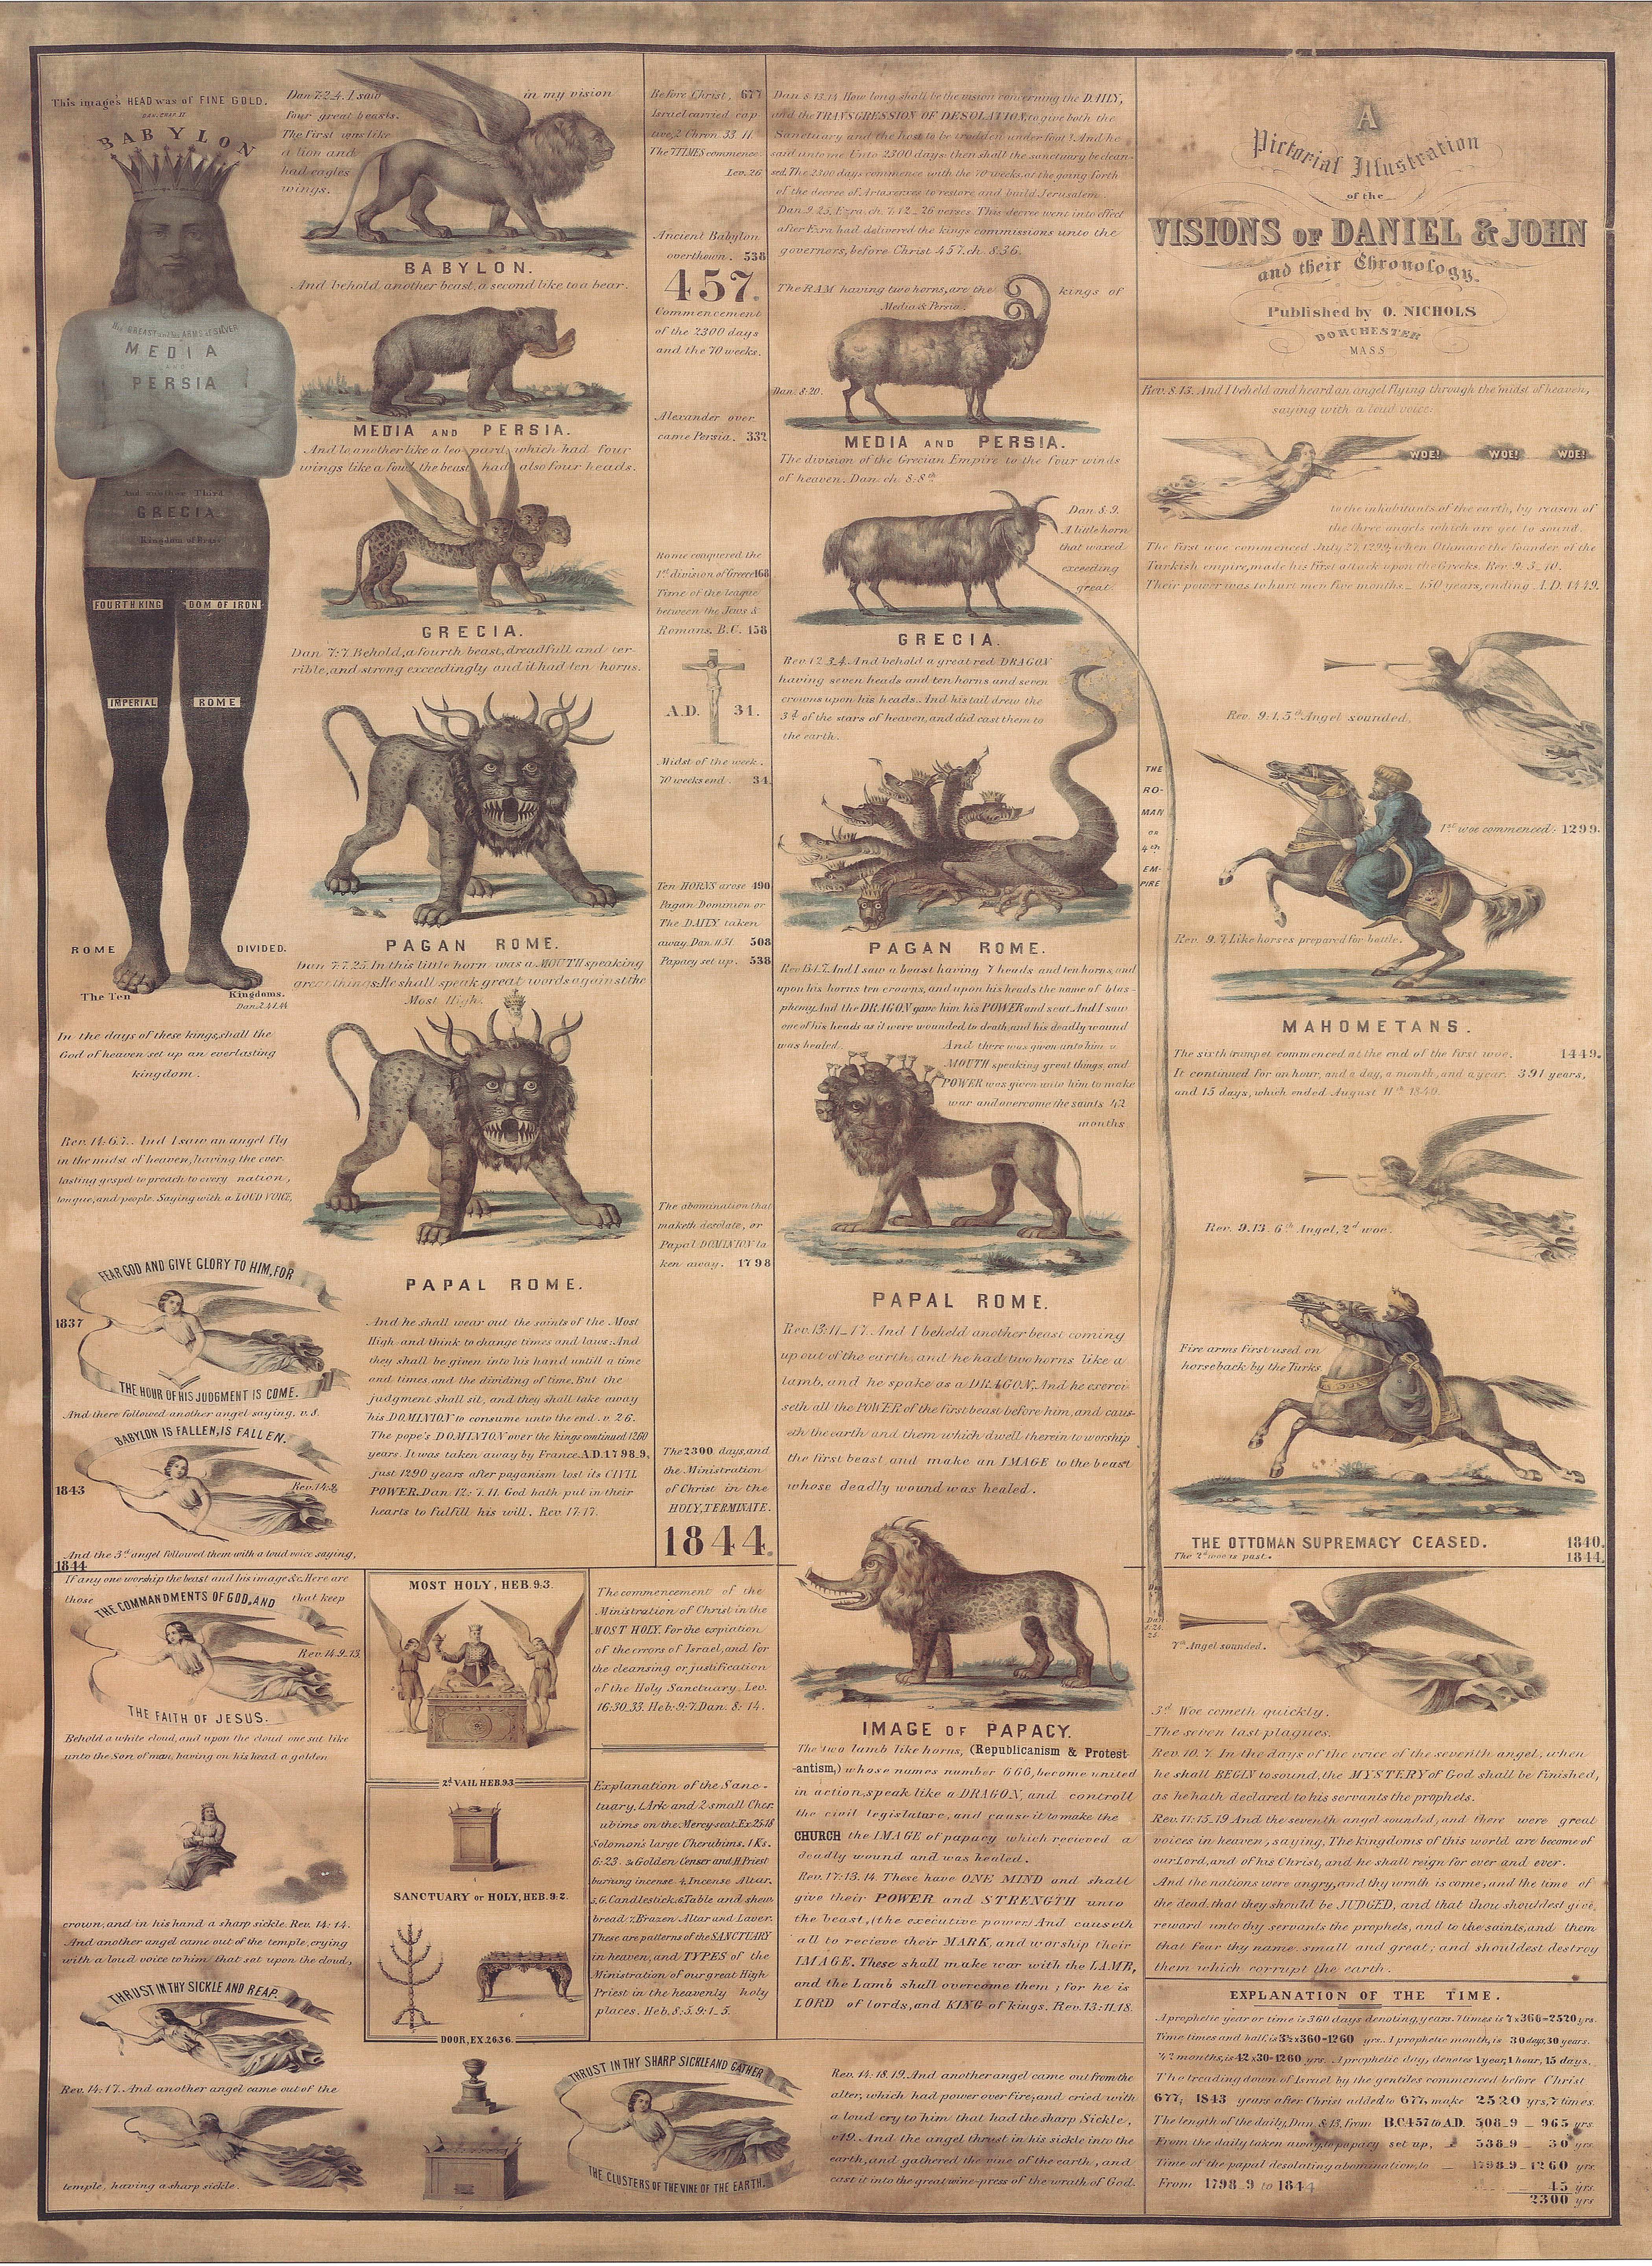 This image's HEAD was of FINE GOLD.
BABYLON
HIS BREAST and his ARMS of SILVER
MEDIA
AND
PERSIA
And another Third
GRECIA
Kingdom of Brass
FOURTH KING DOM OF IRON
IMPERIAL ROME
ROME DIVIDED.
The Ten Kingdoms.
Dan. 2.41.44
In the days of these kings, shall the
God of heaven set up an everlasting
kingdom.
Rev. 14:6.7. And I saw an angel fly
in the midst of heaven, having the ever-
lasting gospel to preach to every nation,
tongue, and people. Saying with a LOUD VOICE,
FEAR GOD AND GIVE GLORY TO HIM, FOR
1837
THE HOUR OF HIS JUDGMENT IS COME.
And there followed another angel saying, v. 8.
BABYLON IS FALLEN, IS FALLEN.
1843
Rev. 14:8
And the 3d angel followed them with a loud voice saying,
1844
If any one worship the beast and his image &c. Here are
those that keep
THE COMMANDMENTS OF GOD, AND
Rev. 14.9_13.
THE FAITH OF JESUS.
Behold a white cloud, and upon the cloud one sat like
unto the Son of man, having on his head a golden
crown, and in his hand a sharp sickle. Rev. 14: 14.
And another angel came out of the temple, crying
with a loud voice to him that sat upon the cloud,
THRUST IN THY SICKLE AND REAP.
Rev. 14: 17. And another angel came out of the
temple, having a sharp sickle.
Dan 7:2.4. I saw in my vision
four great beasts.
The first was like
a lion and
had eagles
wings.
BABYLON.
And behold, another beast, a second like to a bear.
MEDIA AND PERSIA.
And lo another like a leopard, which had four
wings like a foul, the beast had also four heads.
GRECIA.
Dan 7:7. Behold, a fourth beast, dreadfull and ter-
rible, and strong exceedingly and it had ten horns.
PAGAN ROME.
Dan 7:7.25. In this little horn was a MOUTH speaking
great things: He shall speak great words against the
Most High.
PAPAL ROME.
And he shall wear out the saints of the Most
High and think to change times and laws: And
they shall be given into his hand untill a time
and times, and the dividing of time. But the
judgment shall sit, and they shall take away
his DOMINION to consume unto the end. v. 26.
The pope's DOMINION over the kings continued 1260
years. It was taken away by France. A.D. 1798.9,
just 1290 years after paganism lost its CIVIL
POWER. Dan. 12: 7. 11. God hath put in their
hearts to fulfill his will. Rev. 17:17.
Before Christ, 677
Israel carried cap
tive, 2 Chron 33. 11
The 7 TIMES commence
Lev. 26
Ancient Babylon
overthown. 538
457.
Commencement
of the 2300 days
and the 70 weeks.
Alexander over
came Persia. 332
Rome conquered the
1st division of Greece 168
Time of the league
between the Jews &
Romans. B.C. 158
A.D. 31.
Midst of the week.
70 weeks end. 34
Ten HORNS arose 490
Pagan Dominion or
The DAILY taken
away. Dan. 11.31. 508
Papacy set up. 538
The abomination that
maketh desolate, or
Papal DOMINION ta
ken away. 1798
The 2300 days, and
the Ministration
of Christ in the
HOLY, TERMINATE.
1844.
MOST HOLY, HEB. 9.3.
2d VAIL HEB. 9.3
SANCTUARY or HOLY, HEB. 9:2.
DOOR, EX. 26.36.
The commencement of the
Ministration of Christ in the
MOST HOLY. for the expiation
of the errors of Israel, and for
the cleansing or justification
of the Holy Sanctuary. Lev.
16:30.33. Heb: 9:7. Dan. 8: 14.
Explanation of the Sanc-
tuary. 1. Ark and 2 small Cher-
ubims on the Mercy seat. Ex. 25.18
Solomon's large Cherubims. 1 Ks.
6:23. 3. Golden Censer and H. Priest
burning incense. 4. Incense Altar.
5. G. Candlestick. 6. Table and shew
bread. 7. Brazen Altar and Laver.
These are patterns of the SANCTUARY
in heaven, and TYPES of the
Ministration of our great High
Priest in the heavenly holy
places. Heb. 8: 5. 9: 1_5.
THRUST IN THY SHARP SICKLE AND GATHER
THE CLUSTERS OF THE VINE OF THE EARTH.
Dan. 8.13.14. How long shall be the vision concerning the DAILY,
and the TRANSGRESSION OF DESOLATION, to give both the
Sanctuary and the host to be trodden under foot? And he
said unto me Unto 2300 days: then shall the sanctuary be clean-
sed. The 2300 days commence with the 70 weeks, at the going forth
of the decree of Artaxerxes to restore and build Jerusalem.
Dan. 9.25. Ezra. ch. 7. 12_26 verses. This decree went into effect
after Ezra had delivered the kings commissions unto the
governors, before Christ 457. ch. 8.36.
The RAM having two horns, are the kings of
Media & Persia.
Dan. 8:20.
MEDIA AND PERSIA.
The division of the Grecian Empire to the four winds
of heaven. Dan. ch. 8:8th
Dan. 8. 9.
A little horn
that waxed
exceeding
great.
GRECIA.
Rev. 12. 3.4. And behold a great red DRAGON
having seven heads and ten horns and seven
crowns upon his heads. And his tail drew the
3d of the stars of heaven, and did cast them to
the earth.
THE
RO-
MAN
OR
4th
EM-
PIRE
PAGAN ROME.
Rev. 13:1.7. And I saw a beast having 7 heads and ten horns, and
upon his horns ten crowns, and upon his heads the name of blas-
phemy. And the DRAGON gave him his POWER and seat. And I saw
one of his heads as it were wounded to death, and his deadly wound
was healed. And there was given unto him a
MOUTH speaking great things, and
POWER was given unto him to make
war and overcome the saints 42
months
PAPAL ROME.
Rev. 13:11_17. And I beheld another beast coming
up out of the earth, and he had two horns like a
lamb, and he spake as a DRAGON, And he exerci-
seth all the POWER of the first beast before him, and caus-
eth the earth and them which dwell therein to worship
the first beast, and make an IMAGE to the beast
whose deadly wound was healed.
IMAGE OF PAPACY.
The two lamb like horns, (Republicanism & Protest-
-antism,) whose names number 666, become united
in action, speak like a DRAGON, and controll
the civil legislature, and cause it to make the
CHURCH the IMAGE of papacy which recieved a
deadly wound and was healed.
Rev. 17:13. 14. These have ONE MIND and shall
give their POWER and STRENGTH unto
the beast, (the executive power) And causeth
all to recieve their MARK, and worship their
IMAGE. These shall make war with the LAMB,
and the Lamb shall overcome them; for he is
LORD of lords, and KING of kings. Rev. 13: 11.18.
Rev. 14: 18. 19. And another angel came out from the
alter, which had power over fire; and cried with
a loud cry to him that had the sharp Sickle,
v 19. And the angel thrust in his sickle into the
earth, and gathered the vine of the earth, and
cast it into the great wine-press of the wrath of God.
A
Pictorial Illustration
of the
VISIONS OF DANIEL & JOHN
and their Chronology.
Published by O. NICHOLS
DORCHESTER
MASS
Rev. 8.13. And I beheld and heard an angel flying through the midst of heaven,
saying with a loud voice.
WOE! WOE! WOE!
to the inhabitants of the earth, by reason of
the three angels which are yet to sound.
The first woe commenced July 27, 1299, when Othman the founder of the
Turkish empire, made his first attack upon the Greeks. Rev 9. 3_10.
Their power was to hurt men five months_ 150 years, ending A.D. 1449.
Rev. 9:1. 5th Angel sounded.
1st woe commenced: 1299.
Rev. 9.7. Like horses prepared for battle.
MAHOMETANS.
The sixth trumpet commenced at the end of the first woe. 1449.
It continued for an hour, and a day, a month, and a year, 391 years,
and 15 days, which ended August 11th 1840.
Rev. 9.13. 6th Angel, 2d woe.
Fire arms first used on
horseback by the Turks
THE OTTOMAN SUPREMACY CEASED. 1840.
The 2d woe is past. 1844.
7th Angel sounded.
3d Woe cometh quickly.
_The seven last plagues.
Rev. 10. 7. In the days of the voice of the seventh angel, when
he shall BEGIN to sound, the MYSTERY of God shall be finished,
as he hath declared to his servants the prophets.
Rev. 11: 15_19 And the seventh angel sounded, and there were great
voices in heaven, saying, The kingdoms of this world are become of
our Lord, and of his Christ, and he shall reign for ever and ever.
And the nations were angry, and thy wrath is come, and the time of
the dead, that they should be JUDGED, and that thou shouldest give,
reward unto thy servants the prophets, and to the saints, and them
that fear thy name, small and great; and shouldest destroy
them which corrupt the earth.
EXPLANATION OF THE TIME.
A prophetic year or time is 360 days denoting, years. 7 times is 7x360=2520 yrs.
Time times and half, is 3½x360=1260 yrs. A prophetic month, is 30 days, 30 years.
42 months, is 42x30=1260 yrs. A prophetic day, denotes 1 year, 1 hour, 15 days.
The treading down of Israel by the gentiles commenced before Christ
677; 1843 years after Christ added to 677, make 2520 yrs, 7 times.
The length of the daily, Dan. 8.13, from B.C. 457 to A.D. 508_9 _ 965 yrs.
From the daily taken away, to papacy set up, _ 538_9 _ 30 yrs.
Time of the papal desolating abomination, to _ 1798_9 _ 1260 yrs.
From 1798_9 to 1844 45 yrs.
2300 yrs